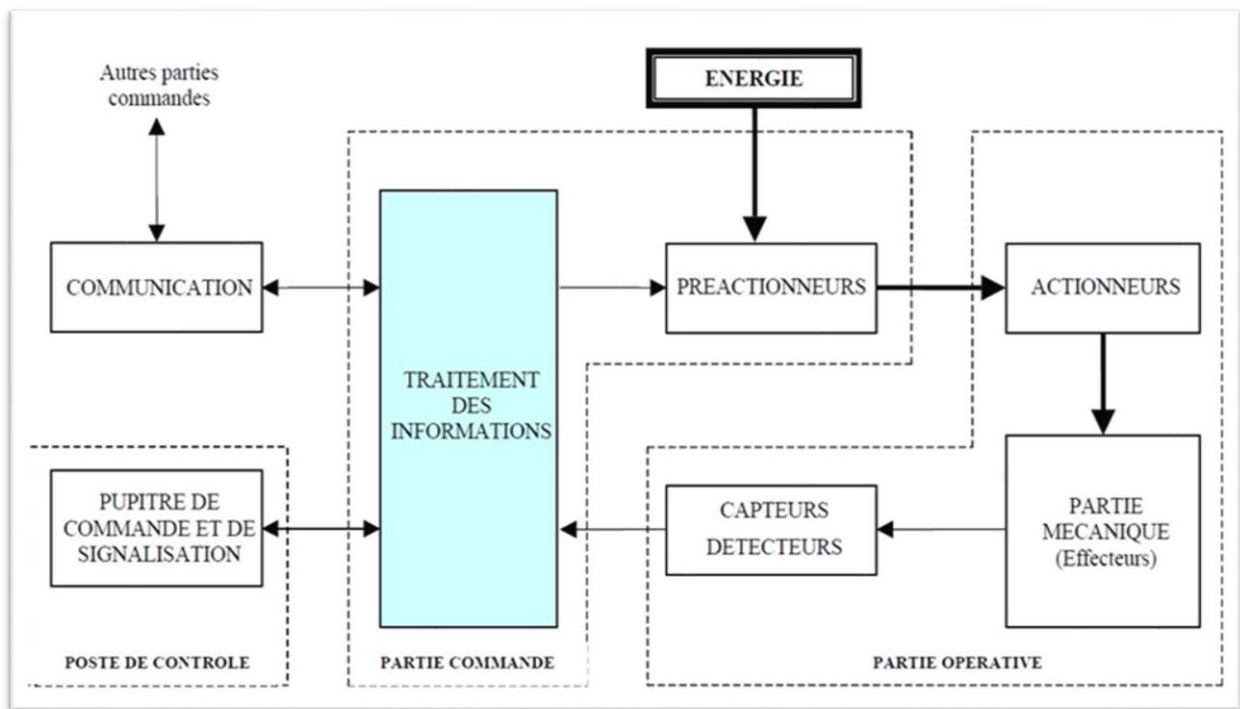 Autres parties
commandes
ENERGIE
COMMUNICATION
PREACTIONNEURS
ACTIONNEURS
TRAITEMENT
DES
INFORMATIONS
PUPITRE DE
COMMANDE ET DE
SIGNALISATION
CAPTEURS
DETECTEURS
PARTIE
MECANIQUE
(Effecteurs)
POSTE DE CONTROLE
PARTIE COMMANDE
PARTIE OPERATIVE